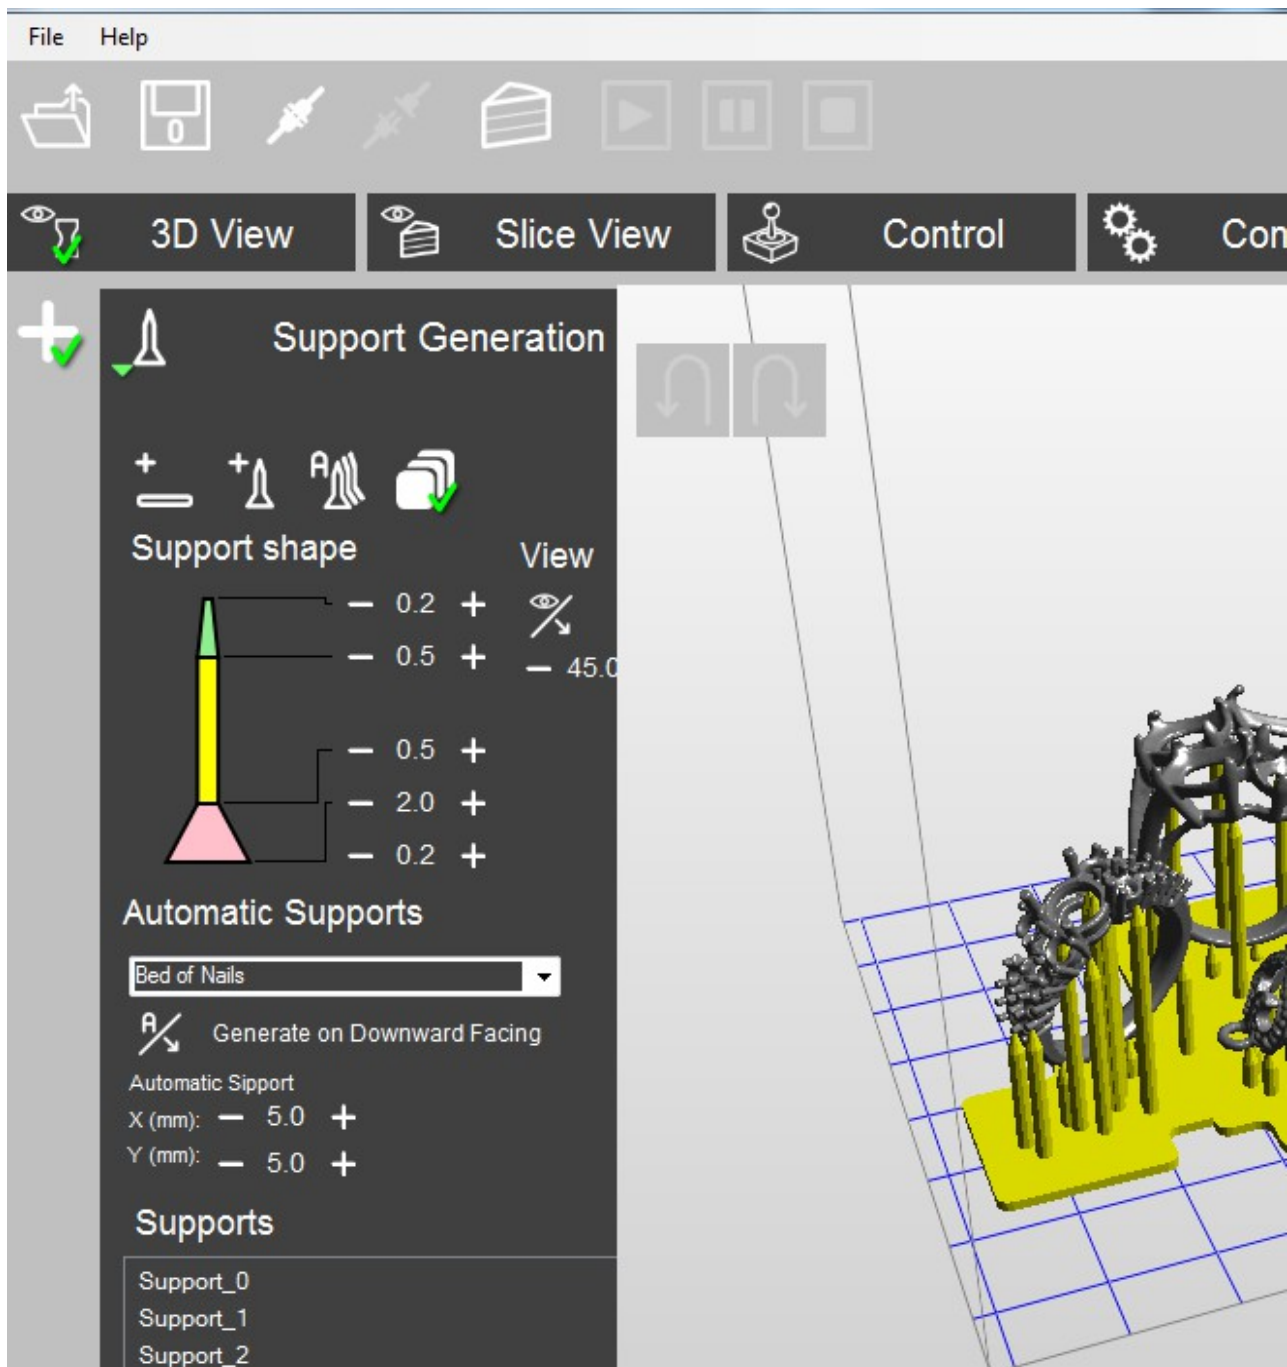 File Help
0
3D View Slice View Control Con
Support Generation
A
Support shape
View
0.2
0.5
45.0
0.5
2.0
0.2
Automatic Supports
Bed of Nails
A Generate on Downward Facing
Automatic Sipport
X (mm): 5.0
Y (mm): 5.0
Supports
Support_0
Support_1
Support_2